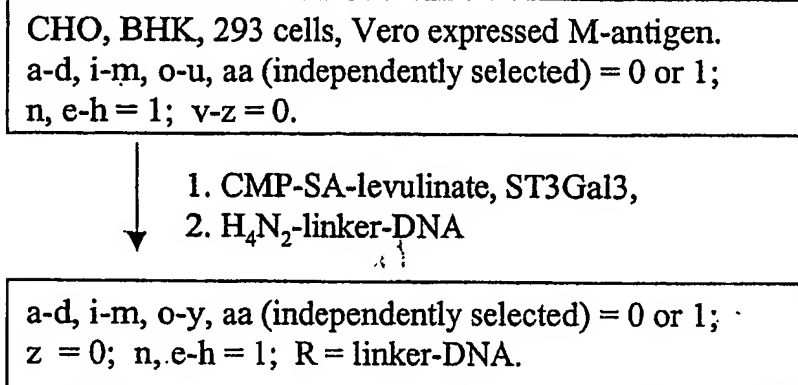 CHO, BHK, 293 cells, Vero expressed M-antigen.
a-d, i-m, o-u, aa (independently selected) = 0 or 1;
n, e-h = 1; v-z = 0.
1. CMP-SA-levulinate, ST3Gal3,
2. H₄N₂-linker-DNA
a-d, i-m, o-y, aa (independently selected) = 0 or 1;
z = 0; n, e-h = 1; R = linker-DNA.